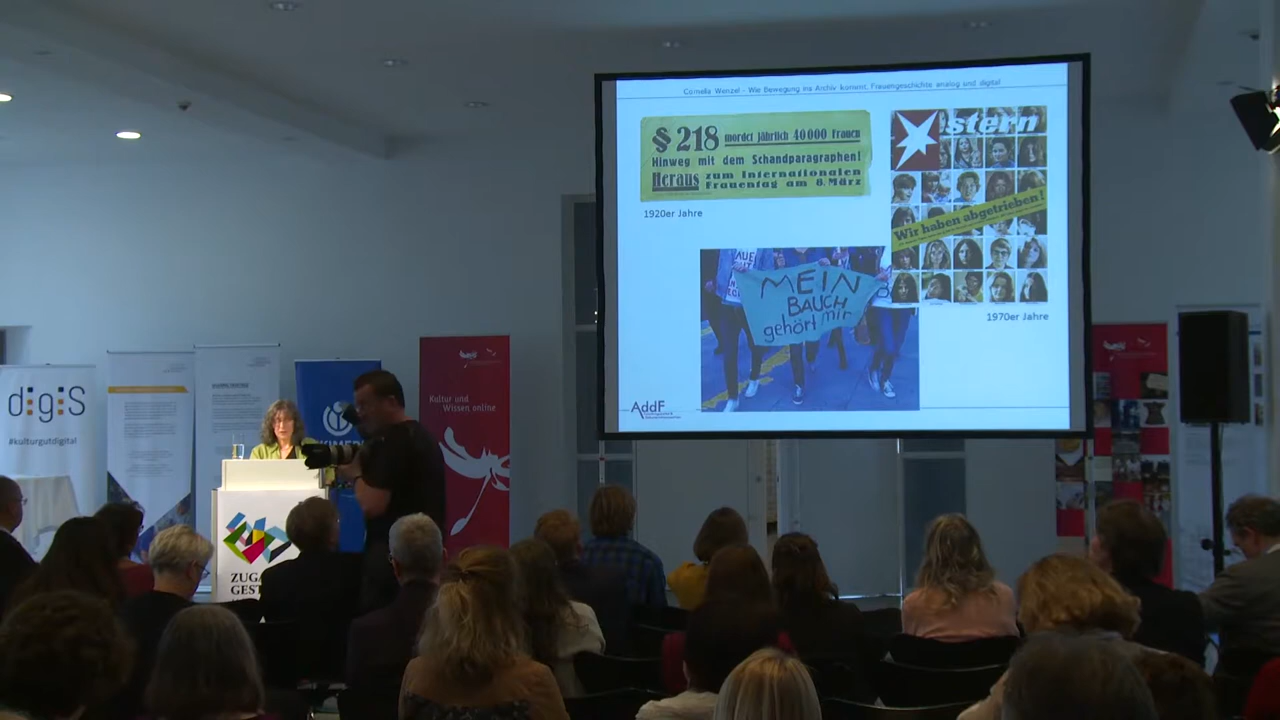 Cornelia Wenzel - Wie Bewegung ins Archiv kommt. Frauengeschichte analog und digital
§ 218 mordet jährlich 40000 Frauen
Hinweg mit dem Schandparagraphen!
Heraus zum Internationalen
Frauentag am 8. März
1920er Jahre
stern
Wir haben abgetrieben!
1970er Jahre
MEIN
BAUCH
gehört mir
AddF
digiS
#kulturgutdigital
Kultur und
Wissen online
ZUGA
GEST